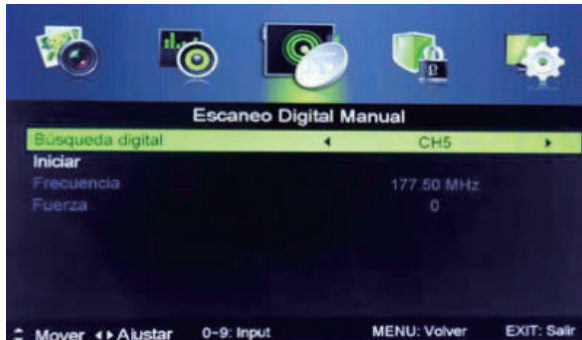 Escaneo Digital Manual
Búsqueda digital CH5
Iniciar
Frecuencia 177.50 MHz
Fuerza 0
Mover Ajustar 0~9: Input MENU: Volver EXIT: Salir